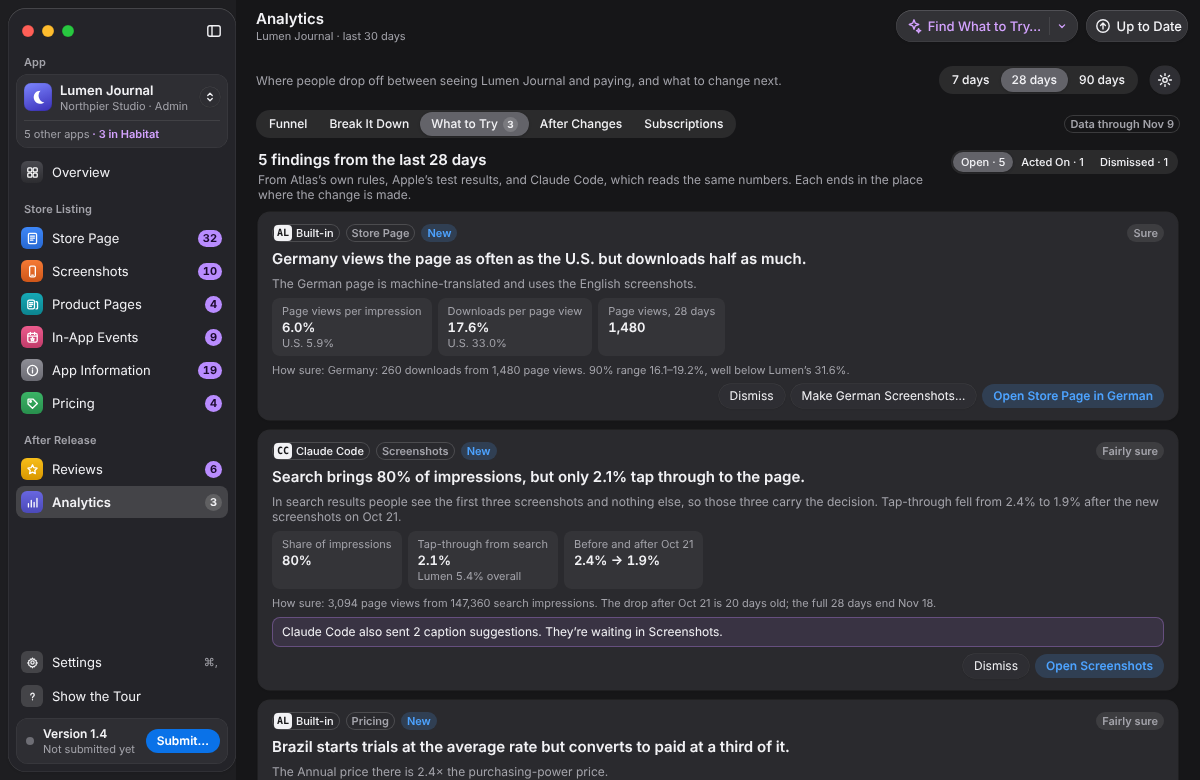 App
Lumen Journal
Northpier Studio · Admin
5 other apps · 3 in Habitat
Overview
Store Listing
Store Page 32
Screenshots 10
Product Pages 4
In-App Events 9
App Information 19
Pricing 4
After Release
Reviews 6
Analytics 3
Settings ⌘,
? Show the Tour
Version 1.4
Not submitted yet
Submit...
Analytics
Lumen Journal · last 30 days
Find What to Try...
Up to Date
Where people drop off between seeing Lumen Journal and paying, and what to change next.
7 days 28 days 90 days
Funnel Break It Down What to Try 3 After Changes Subscriptions
Data through Nov 9
5 findings from the last 28 days
From Atlas’s own rules, Apple’s test results, and Claude Code, which reads the same numbers. Each ends in the place
where the change is made.
Open · 5 Acted On · 1 Dismissed · 1
AL Built-in Store Page New Sure
Germany views the page as often as the U.S. but downloads half as much.
The German page is machine-translated and uses the English screenshots.
Page views per impression
6.0%
U.S. 5.9%
Downloads per page view
17.6%
U.S. 33.0%
Page views, 28 days
1,480
How sure: Germany: 260 downloads from 1,480 page views. 90% range 16.1–19.2%, well below Lumen’s 31.6%.
Dismiss Make German Screenshots... Open Store Page in German
CC Claude Code Screenshots New Fairly sure
Search brings 80% of impressions, but only 2.1% tap through to the page.
In search results people see the first three screenshots and nothing else, so those three carry the decision. Tap-through fell from 2.4% to 1.9% after the new
screenshots on Oct 21.
Share of impressions
80%
Tap-through from search
2.1%
Lumen 5.4% overall
Before and after Oct 21
2.4% → 1.9%
How sure: 3,094 page views from 147,360 search impressions. The drop after Oct 21 is 20 days old; the full 28 days end Nov 18.
Claude Code also sent 2 caption suggestions. They’re waiting in Screenshots.
Dismiss Open Screenshots
AL Built-in Pricing New Fairly sure
Brazil starts trials at the average rate but converts to paid at a third of it.
The Annual price there is 2.4× the purchasing-power price.